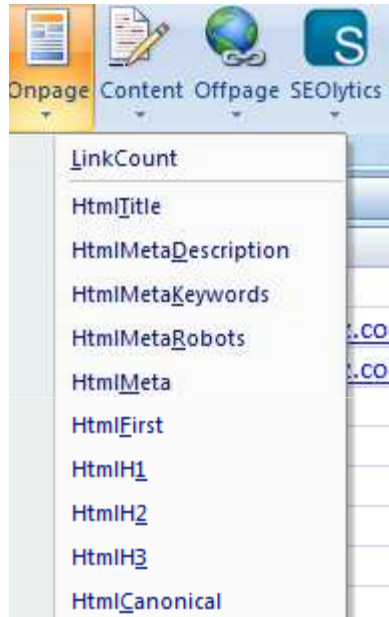 Onpage Content Offpage SEOlytics
LinkCount
HtmlTitle
HtmlMetaDescription
HtmlMetaKeywords
HtmlMetaRobots
HtmlMeta
HtmlFirst
HtmlH1
HtmlH2
HtmlH3
HtmlCanonical